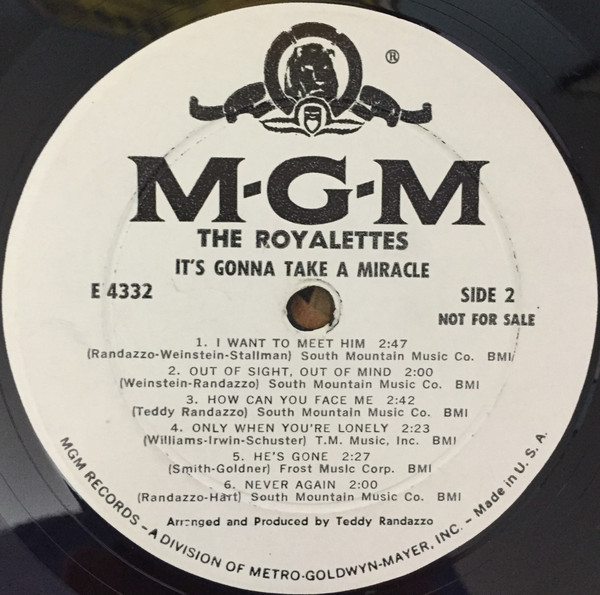 ®
M-G-M
THE ROYALETTES
IT'S GONNA TAKE A MIRACLE
E 4332
SIDE 2
NOT FOR SALE
1. I WANT TO MEET HIM 2:47
(Randazzo-Weinstein-Stallman) South Mountain Music Co. BMI
2. OUT OF SIGHT, OUT OF MIND 2:00
(Weinstein-Randazzo) South Mountain Music Co. BMI
3. HOW CAN YOU FACE ME 2:42
(Teddy Randazzo) South Mountain Music Co. BMI
4. ONLY WHEN YOU'RE LONELY 2:23
(Williams-Irwin-Schuster) T.M. Music, Inc. BMI
5. HE'S GONE 2:27
(Smith-Goldner) Frost Music Corp. BMI
6. NEVER AGAIN 2:00
(Randazzo-Hart) South Mountain Music Co. BMI
Arranged and Produced by Teddy Randazzo
MGM RECORDS – A DIVISION OF METRO-GOLDWYN-MAYER, INC. – Made in U. S. A.